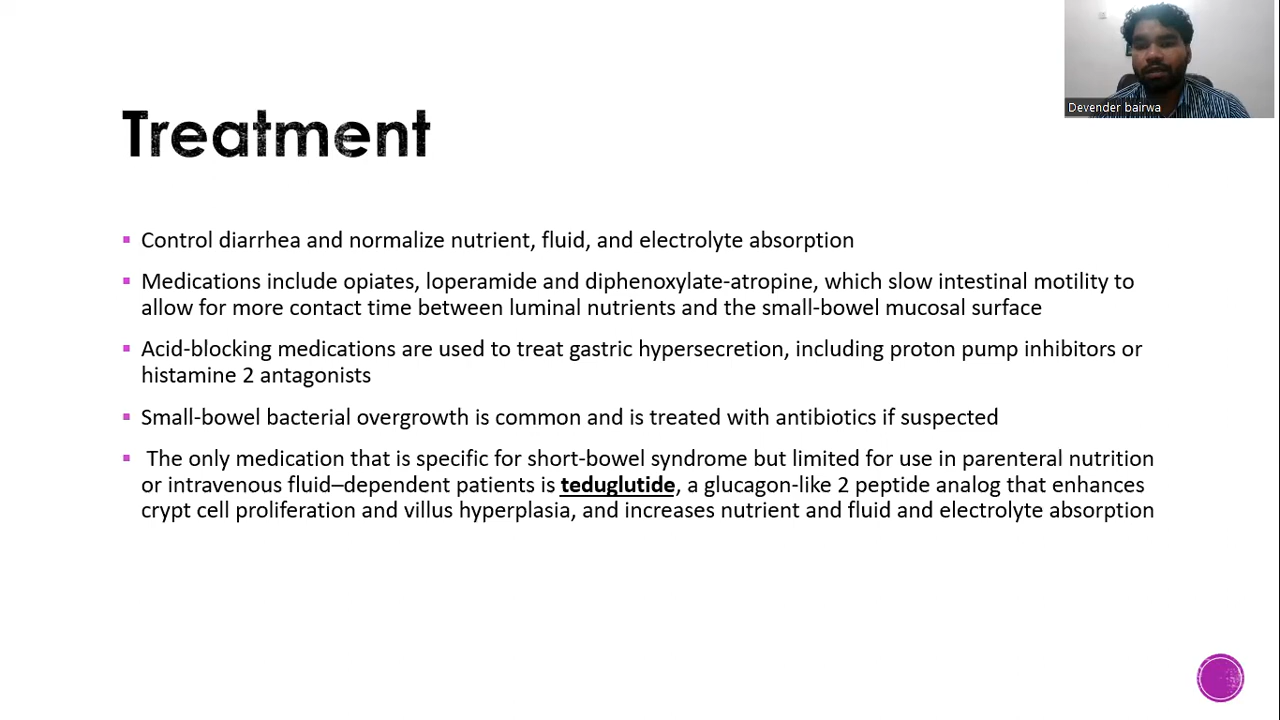 Devender bairwa
Treatment
▪ Control diarrhea and normalize nutrient, fluid, and electrolyte absorption
▪ Medications include opiates, loperamide and diphenoxylate-atropine, which slow intestinal motility to
allow for more contact time between luminal nutrients and the small-bowel mucosal surface
▪ Acid-blocking medications are used to treat gastric hypersecretion, including proton pump inhibitors or
histamine 2 antagonists
▪ Small-bowel bacterial overgrowth is common and is treated with antibiotics if suspected
▪ The only medication that is specific for short-bowel syndrome but limited for use in parenteral nutrition
or intravenous fluid–dependent patients is teduglutide, a glucagon-like 2 peptide analog that enhances
crypt cell proliferation and villus hyperplasia, and increases nutrient and fluid and electrolyte absorption